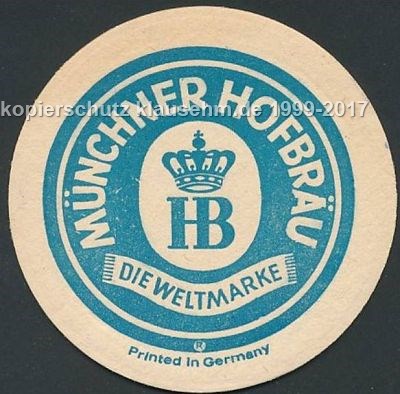 kopierschutz klausehm.de 1999-2017
MÜNCHNER HOFBRÄU
HB
DIE WELTMARKE
®
Printed in Germany